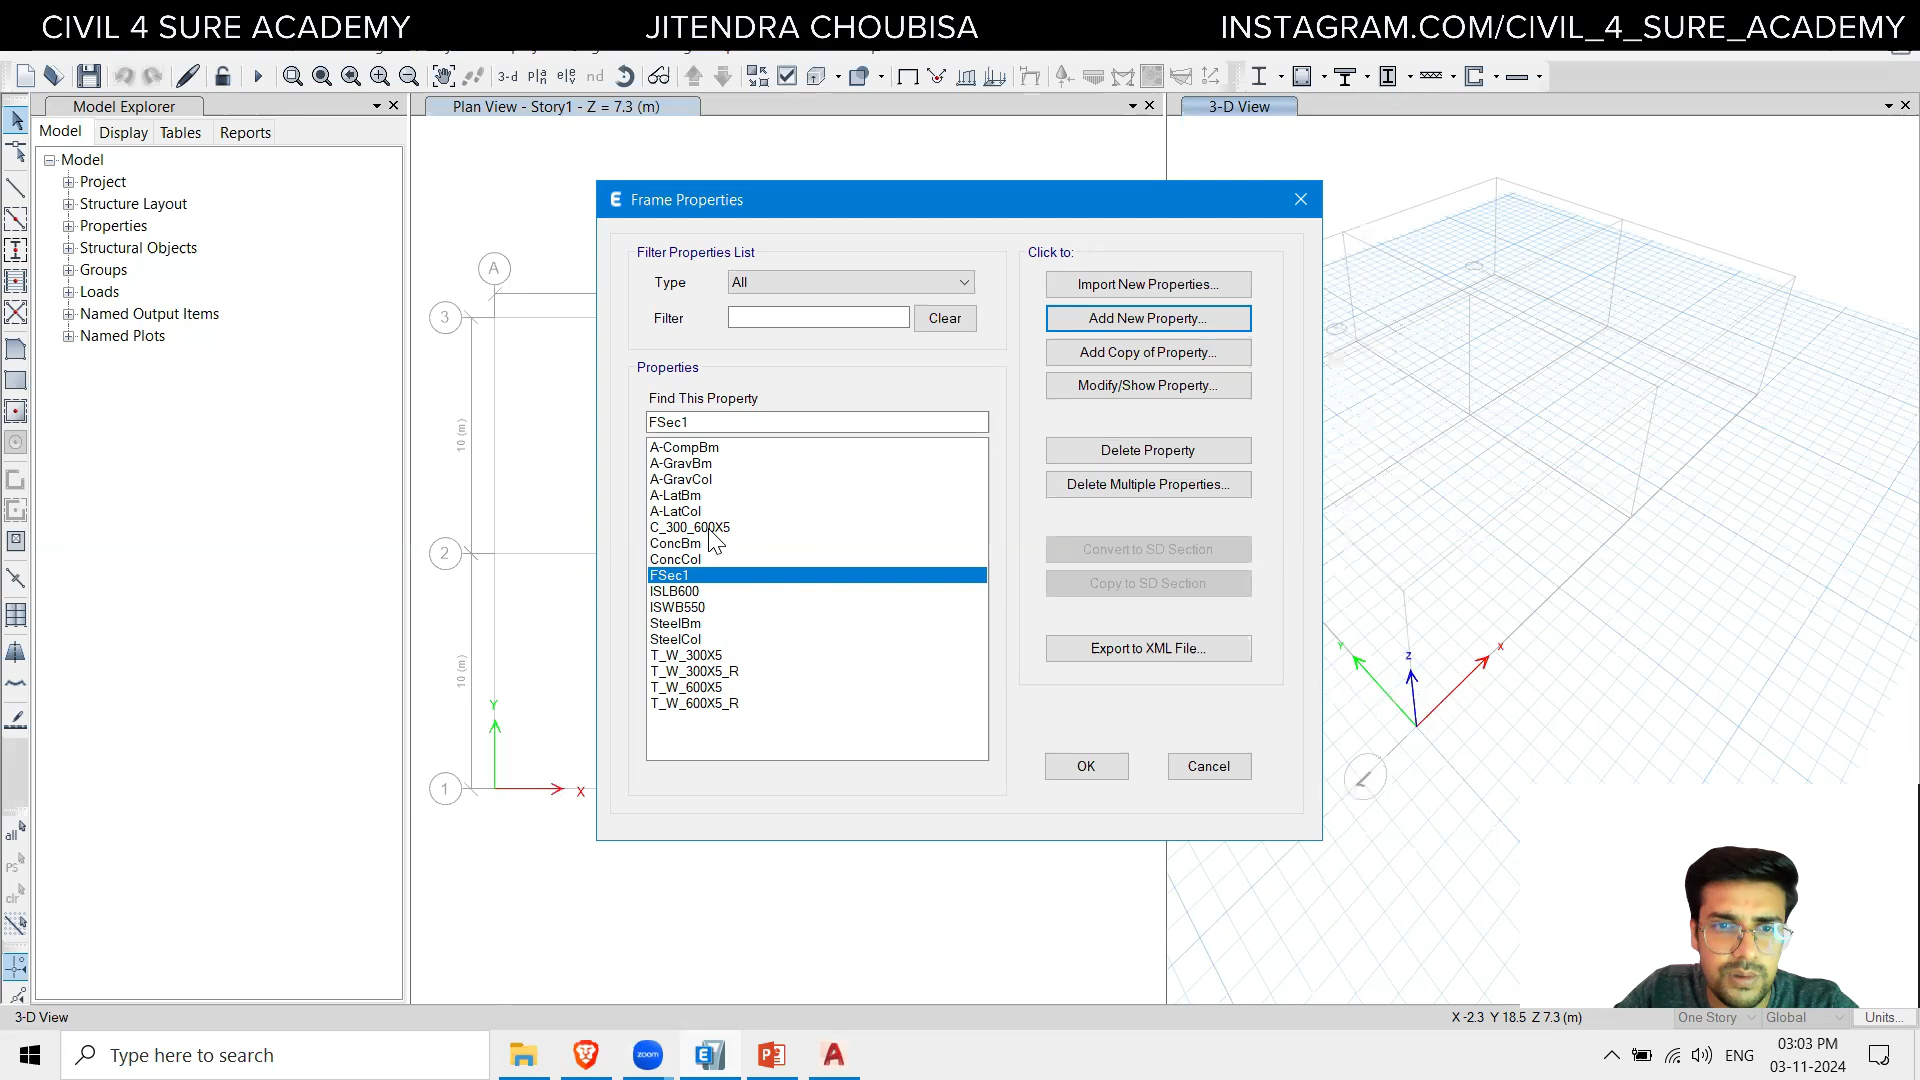 CIVIL 4 SURE ACADEMY
JITENDRA CHOUBISA
INSTAGRAM.COM/CIVIL_4_SURE_ACADEMY
3-d
nd
Model Explorer
Plan View - Story1 - Z = 7.3 (m)
3-D View
Model
Display
Tables
Reports
Model
Project
Structure Layout
Properties
Structural Objects
Groups
Loads
Named Output Items
Named Plots
A
3
2
1
10 (m)
10 (m)
Y
X
Frame Properties
Filter Properties List
Type
All
Filter
Clear
Properties
Find This Property
FSec1
A-CompBm
A-GravBm
A-GravCol
A-LatBm
A-LatCol
C_300_600X5
ConcBm
ConcCol
FSec1
ISLB600
ISWB550
SteelBm
SteelCol
T_W_300X5
T_W_300X5_R
T_W_600X5
T_W_600X5_R
Click to:
Import New Properties...
Add New Property...
Add Copy of Property...
Modify/Show Property...
Delete Property
Delete Multiple Properties...
Convert to SD Section
Copy to SD Section
Export to XML File...
OK
Cancel
Y
Z
X
all
PS
clr
3-D View
X -2.3 Y 18.5 Z 7.3 (m)
One Story
Global
Units...
Type here to search
zoom
ENG
03:03 PM
03-11-2024